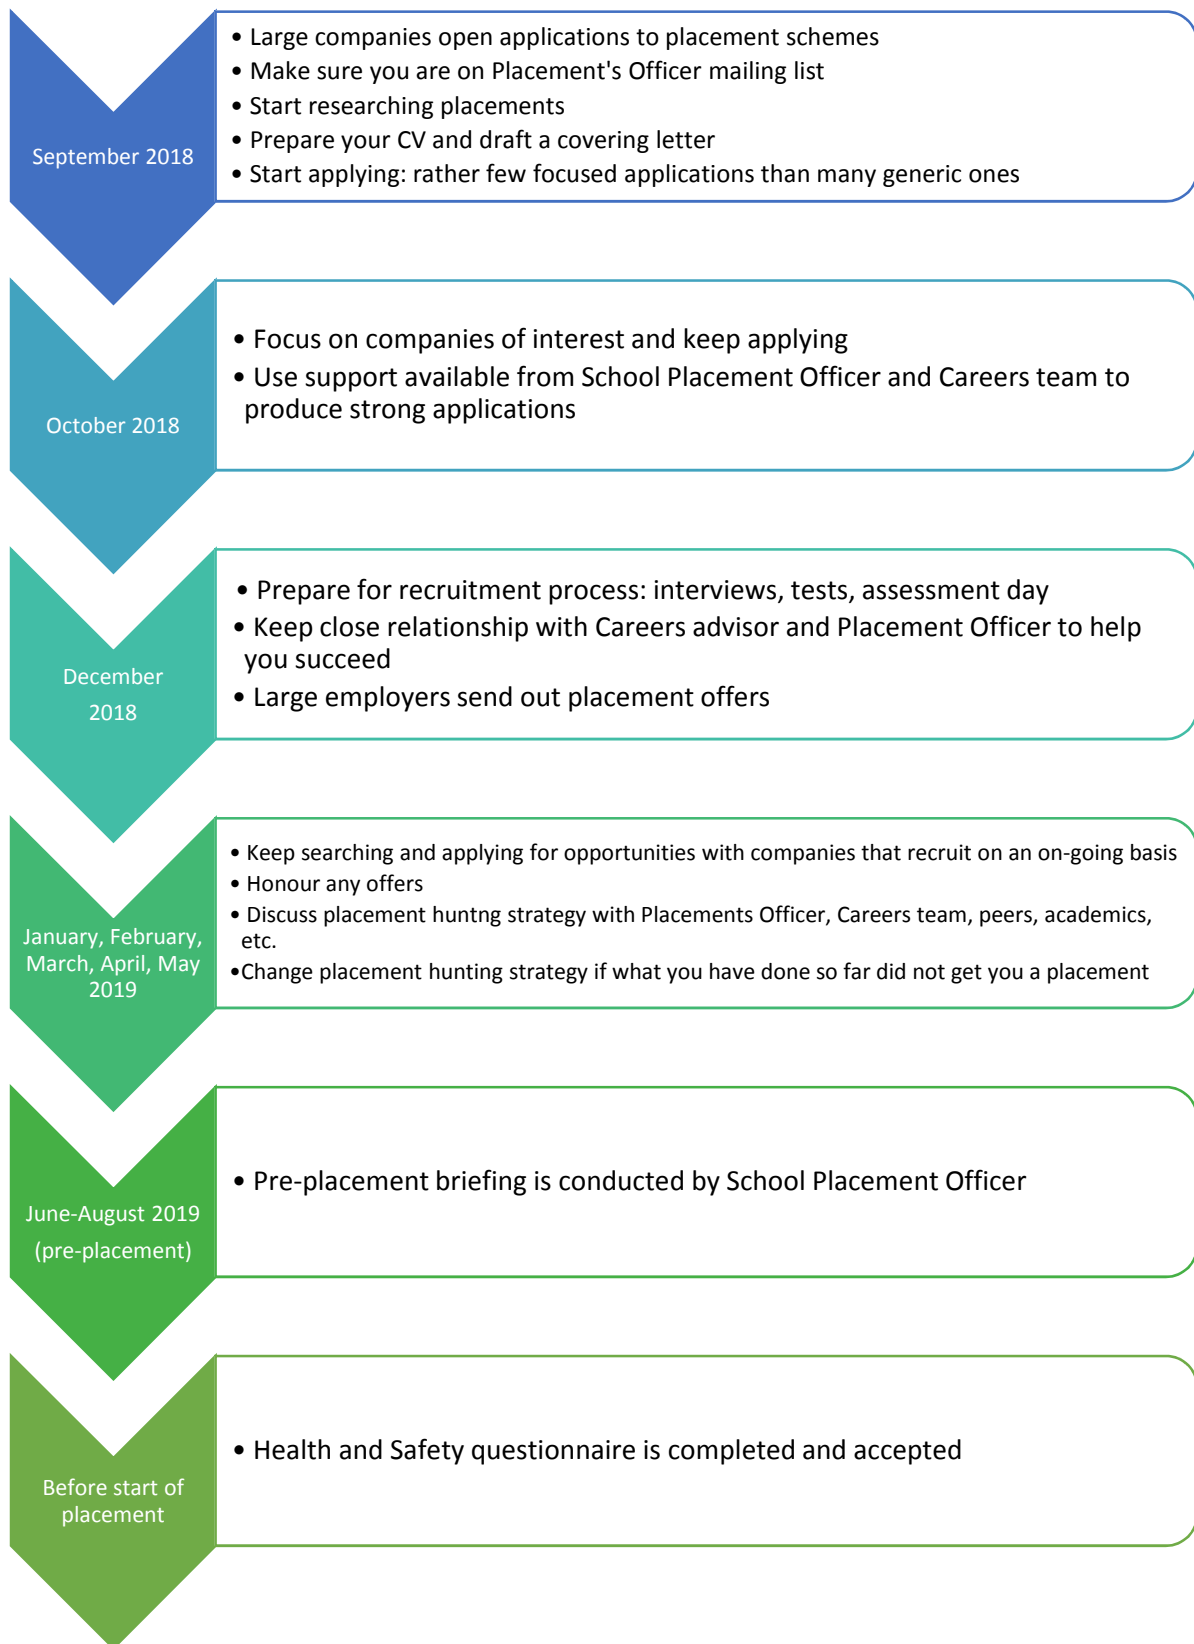 September 2018
• Large companies open applications to placement schemes
• Make sure you are on Placement's Officer mailing list
• Start researching placements
• Prepare your CV and draft a covering letter
• Start applying: rather few focused applications than many generic ones
October 2018
• Focus on companies of interest and keep applying
• Use support available from School Placement Officer and Careers team to
produce strong applications
December
2018
• Prepare for recruitment process: interviews, tests, assessment day
• Keep close relationship with Careers advisor and Placement Officer to help
you succeed
• Large employers send out placement offers
January, February,
March, April, May
2019
• Keep searching and applying for opportunities with companies that recruit on an on-going basis
• Honour any offers
• Discuss placement huntng strategy with Placements Officer, Careers team, peers, academics,
etc.
•Change placement hunting strategy if what you have done so far did not get you a placement
June-August 2019
(pre-placement)
• Pre-placement briefing is conducted by School Placement Officer
Before start of
placement
• Health and Safety questionnaire is completed and accepted